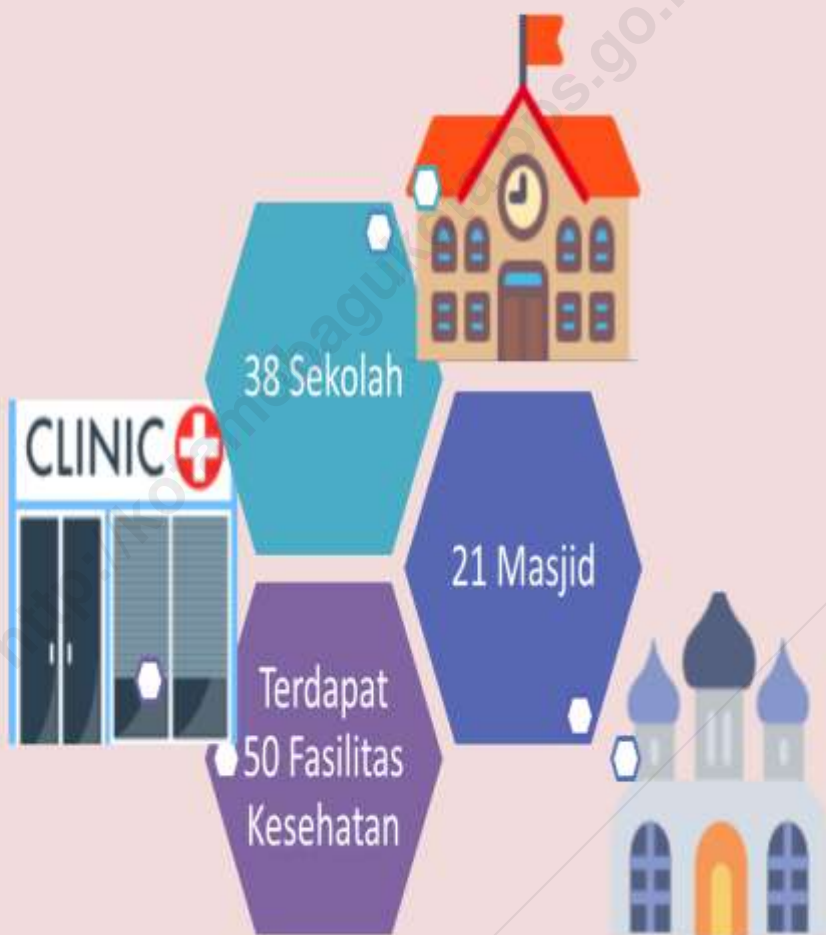 38 Sekolah
CLINIC
21 Masjid
Terdapat
50 Fasilitas
Kesehatan